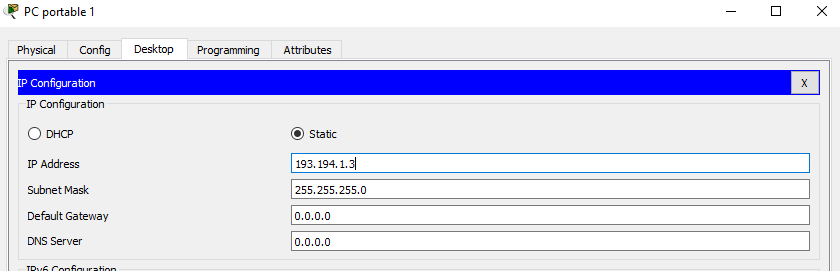 PC portable 1
Physical Config Desktop Programming Attributes
IP Configuration X
IP Configuration
DHCP Static
IP Address 193.194.1.3
Subnet Mask 255.255.255.0
Default Gateway 0.0.0.0
DNS Server 0.0.0.0
IPv6 Configuration